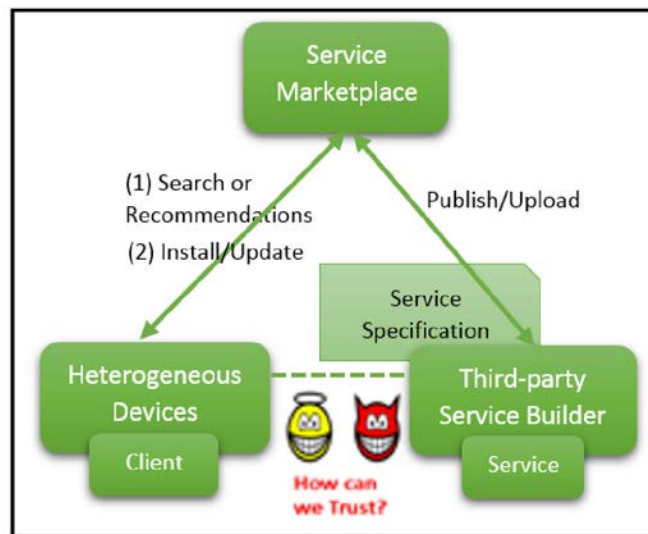 Service
Marketplace
(1) Search or
Recommendations
(2) Install/Update
Publish/Upload
Service
Specification
Heterogeneous
Devices
Client
Third-party
Service Builder
Service
How can
we Trust?